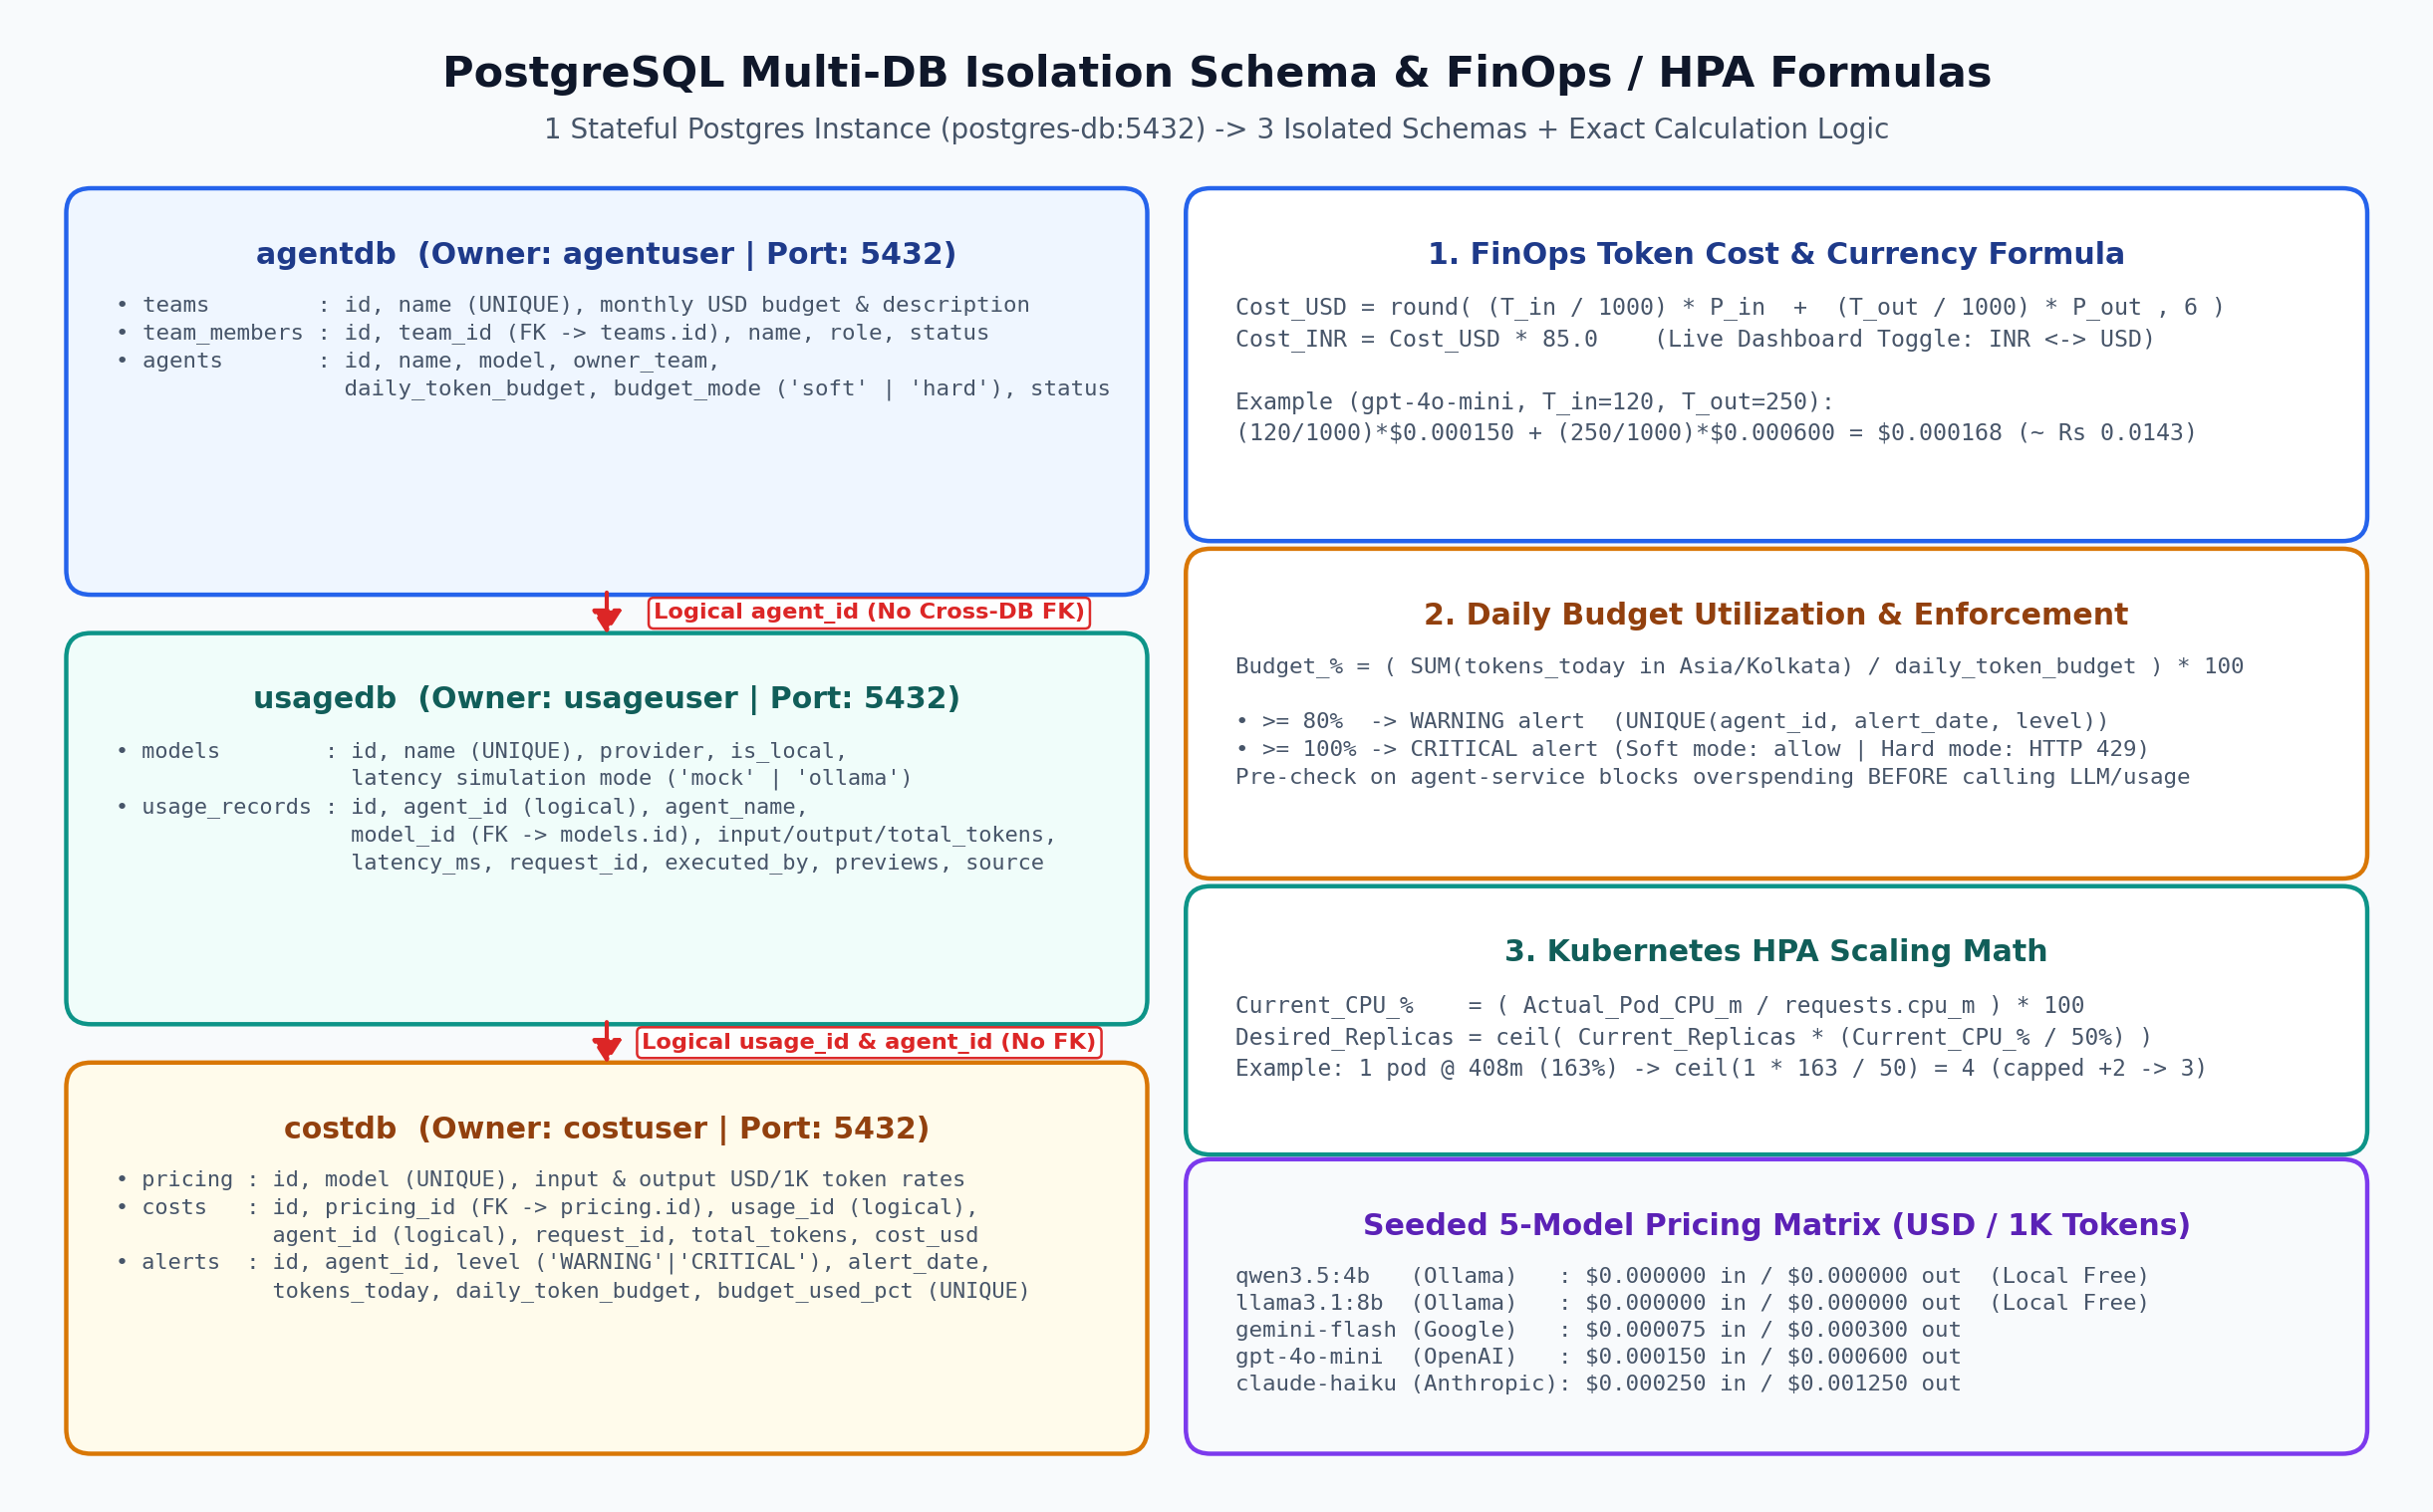 PostgreSQL Multi-DB Isolation Schema & FinOps / HPA Formulas
1 Stateful Postgres Instance (postgres-db:5432) -> 3 Isolated Schemas + Exact Calculation Logic
agentdb  (Owner: agentuser | Port: 5432)
• teams        : id, name (UNIQUE), monthly USD budget & description
• team_members : id, team_id (FK -> teams.id), name, role, status
• agents       : id, name, model, owner_team,
daily_token_budget, budget_mode ('soft' | 'hard'), status
Logical agent_id (No Cross-DB FK)
usagedb  (Owner: usageuser | Port: 5432)
• models        : id, name (UNIQUE), provider, is_local,
latency simulation mode ('mock' | 'ollama')
• usage_records : id, agent_id (logical), agent_name,
model_id (FK -> models.id), input/output/total_tokens,
latency_ms, request_id, executed_by, previews, source
Logical usage_id & agent_id (No FK)
costdb  (Owner: costuser | Port: 5432)
• pricing : id, model (UNIQUE), input & output USD/1K token rates
• costs   : id, pricing_id (FK -> pricing.id), usage_id (logical),
agent_id (logical), request_id, total_tokens, cost_usd
• alerts  : id, agent_id, level ('WARNING'|'CRITICAL'), alert_date,
tokens_today, daily_token_budget, budget_used_pct (UNIQUE)
1. FinOps Token Cost & Currency Formula
Cost_USD = round( (T_in / 1000) * P_in  +  (T_out / 1000) * P_out , 6 )
Cost_INR = Cost_USD * 85.0    (Live Dashboard Toggle: INR <-> USD)
Example (gpt-4o-mini, T_in=120, T_out=250):
(120/1000)*$0.000150 + (250/1000)*$0.000600 = $0.000168 (~ Rs 0.0143)
2. Daily Budget Utilization & Enforcement
Budget_% = ( SUM(tokens_today in Asia/Kolkata) / daily_token_budget ) * 100
• >= 80%  -> WARNING alert  (UNIQUE(agent_id, alert_date, level))
• >= 100% -> CRITICAL alert (Soft mode: allow | Hard mode: HTTP 429)
Pre-check on agent-service blocks overspending BEFORE calling LLM/usage
3. Kubernetes HPA Scaling Math
Current_CPU_%    = ( Actual_Pod_CPU_m / requests.cpu_m ) * 100
Desired_Replicas = ceil( Current_Replicas * (Current_CPU_% / 50%) )
Example: 1 pod @ 408m (163%) -> ceil(1 * 163 / 50) = 4 (capped +2 -> 3)
Seeded 5-Model Pricing Matrix (USD / 1K Tokens)
qwen3.5:4b   (Ollama)   : $0.000000 in / $0.000000 out  (Local Free)
llama3.1:8b  (Ollama)   : $0.000000 in / $0.000000 out  (Local Free)
gemini-flash (Google)   : $0.000075 in / $0.000300 out
gpt-4o-mini  (OpenAI)   : $0.000150 in / $0.000600 out
claude-haiku (Anthropic): $0.000250 in / $0.001250 out